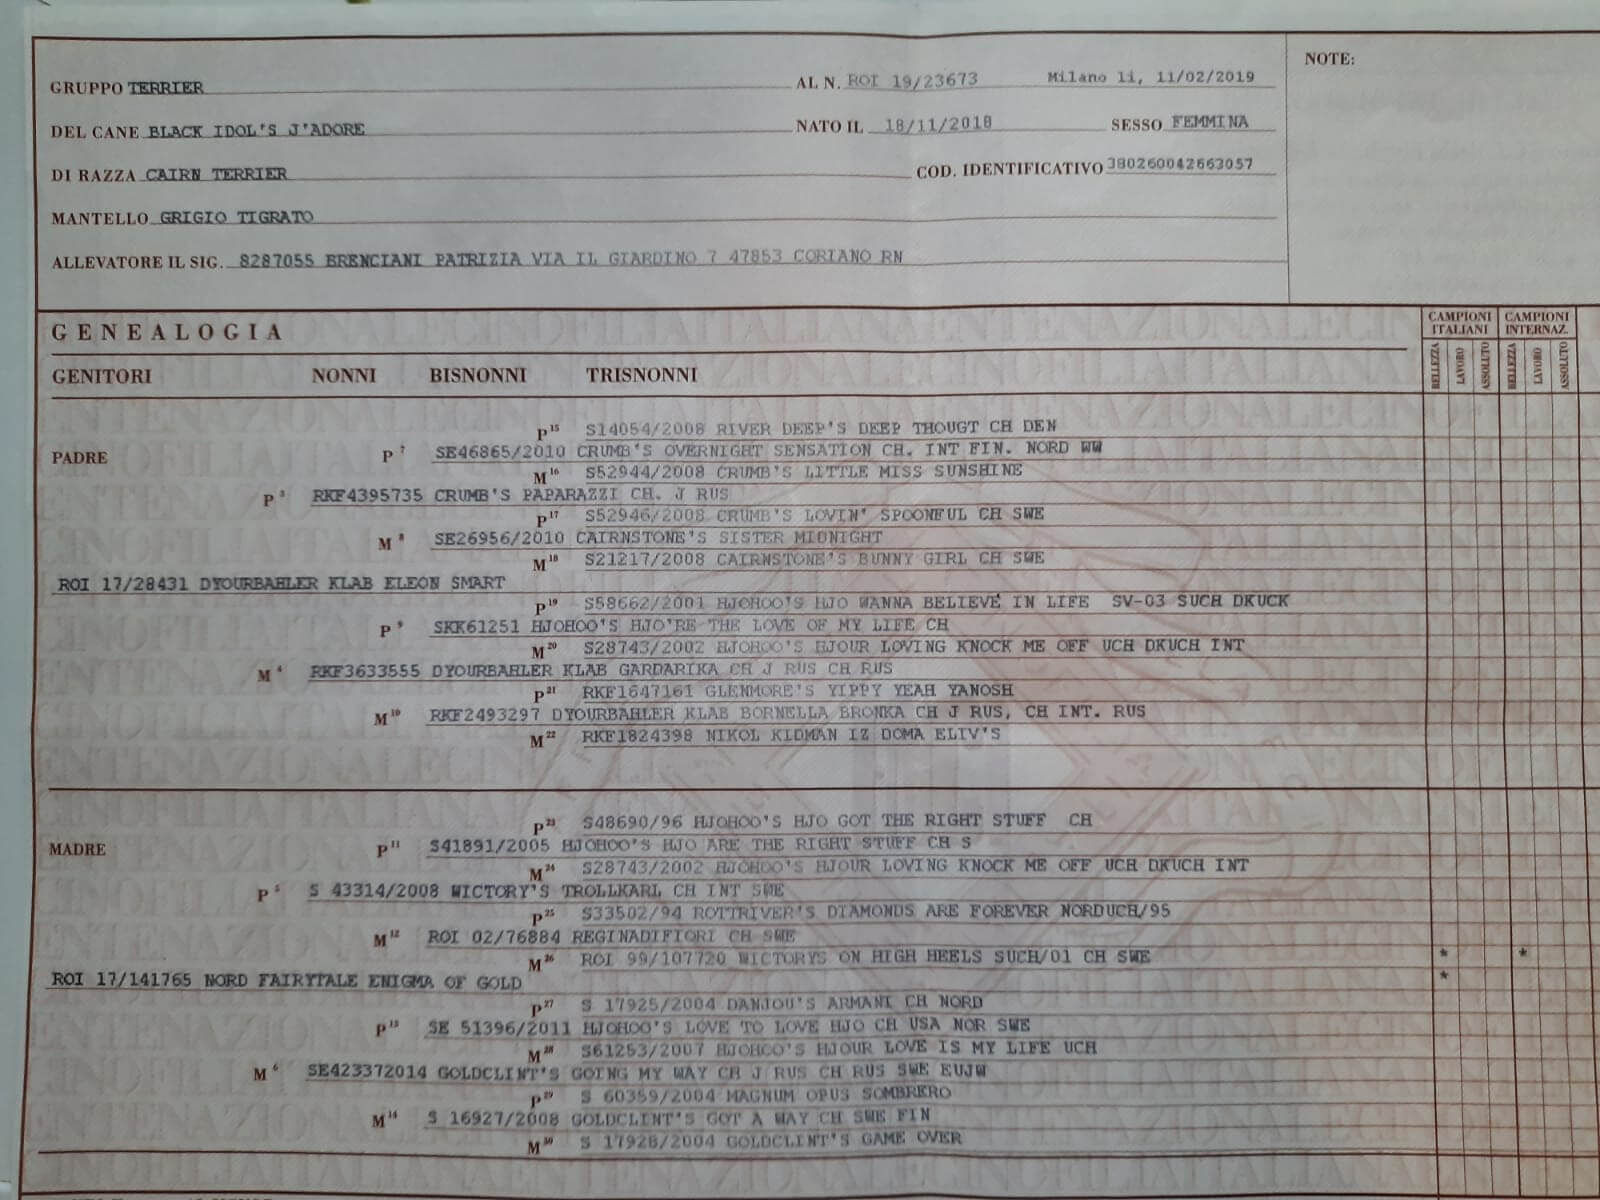 GRUPPO TERRIER AL N. ROI 19/23673 Milano li, 11/02/2019 NOTE:
DEL CANE BLACK IDOL'S J'ADORE NATO IL 18/11/2018 SESSO FEMMINA
DI RAZZA CAIRN TERRIER COD. IDENTIFICATIVO 380260042663057
MANTELLO GRIGIO TIGRATO
ALLEVATORE IL SIG. 8287055 BRENCIANI PATRIZIA VIA IL GIARDINO 7 47853 CORIANO RN
GENEALOGIA CAMPIONI ITALIANI CAMPIONI INTERNAZ.
BELLEZZA LAVORO ASSOLUTO BELLEZZA LAVORO ASSOLUTO
GENITORI NONNI BISNONNI TRISNONNI
P15 S14054/2008 RIVER DEEP'S DEEP THOUGT CH DEN
PADRE P7 SE46865/2010 CRUMB'S OVERNIGHT SENSATION CH. INT FIN. NORD WW
M16 S52944/2008 CRUMB'S LITTLE MISS SUNSHINE
P3 RKF4395735 CRUMB'S PAPARAZZI CH. J RUS
P17 S52946/2008 CRUMB'S LOVIN' SPOONFUL CH SWE
M8 SE26956/2010 CAIRNSTONE'S SISTER MIDNIGHT
M18 S21217/2008 CAIRNSTONE'S BUNNY GIRL CH SWE
ROI 17/28431 DYOURBAHLER KLAB ELEON SMART
P19 S58662/2001 HJOHOO'S HJO WANNA BELIEVE IN LIFE SV-03 SUCH DKUCK
P9 SKK61251 HJOHOO'S HJO'RE THE LOVE OF MY LIFE CH
M20 S28743/2002 HJOHOO'S HJOUR LOVING KNOCK ME OFF UCH DKUCH INT
M4 RKF3633555 DYOURBAHLER KLAB GARDARIKA CH J RUS CH RUS
P21 RKF1647161 GLENMORE'S YIPPY YEAH YANOSH
M10 RKF2493297 DYOURBAHLER KLAB BORNELLA BRONKA CH J RUS, CH INT. RUS
M22 RKF1824398 NIKOL KIDMAN IZ DOMA ELIV'S
P23 S48690/96 HJOHOO'S HJO GOT THE RIGHT STUFF CH
MADRE P11 S41891/2005 HJOHOO'S HJO ARE THE RIGHT STUFF CH S
M24 S28743/2002 HJOHOO'S HJOUR LOVING KNOCK ME OFF UCH DKUCH INT
P5 S 43314/2008 WICTORY'S TROLLKARL CH INT SWE
P25 S33502/94 ROTTRIVER'S DIAMONDS ARE FOREVER NORDUCH/95
M12 ROI 02/76884 REGINADIFIORI CH SWE
M26 ROI 99/107720 WICTORYS ON HIGH HEELS SUCH/01 CH SWE * *
ROI 17/141765 NORD FAIRYTALE ENIGMA OF GOLD *
P27 S 17925/2004 DANJOU'S ARMANI CH NORD
P13 SE 51396/2011 HJOHOO'S LOVE TO LOVE HJO CH USA NOR SWE
M28 S61253/2007 HJOHOO'S HJOUR LOVE IS MY LIFE UCH
M6 SE423372014 GOLDCLINT'S GOING MY WAY CH J RUS CH RUS SWE EUJW
P29 S 60359/2004 MAGNUM OPUS SOMBRERO
M14 S 16927/2008 GOLDCLINT'S GOT A WAY CH SWE FIN
M30 S 17928/2004 GOLDCLINT'S GAME OVER